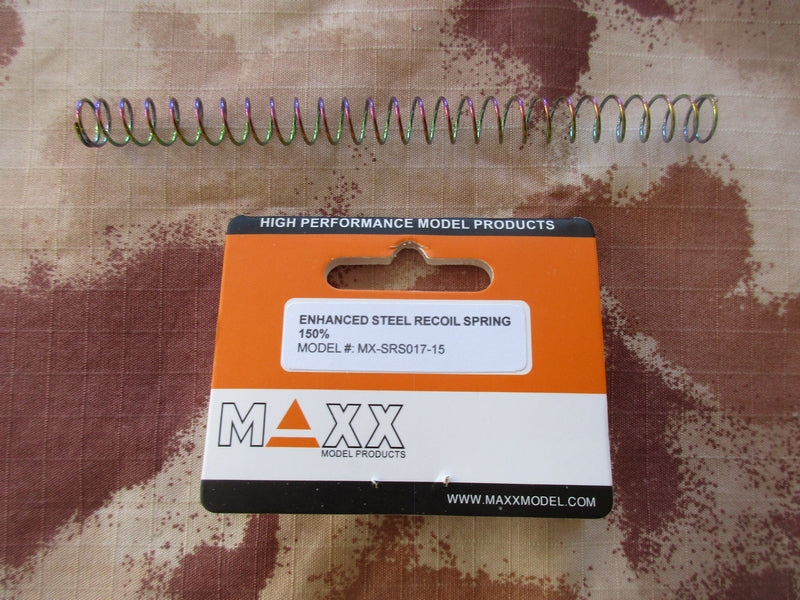 HIGH PERFORMANCE MODEL PRODUCTS
ENHANCED STEEL RECOIL SPRING
150%
MODEL #: MX-SRS017-15
MAXX
MODEL PRODUCTS
WWW.MAXXMODEL.COM